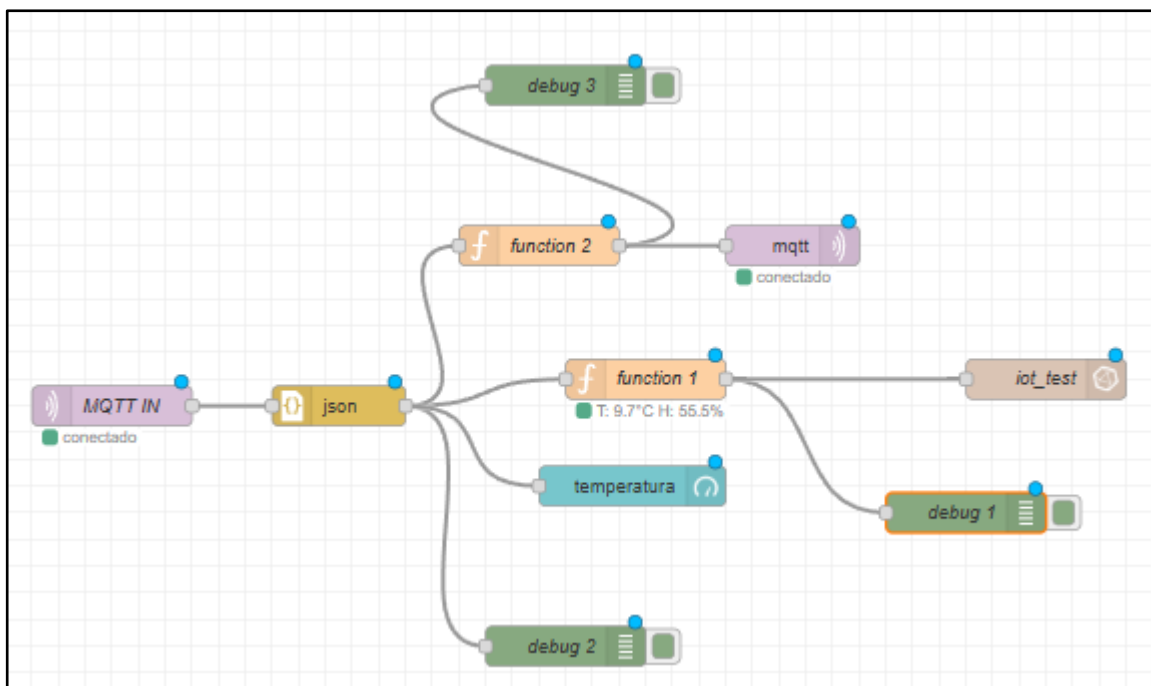 debug 3
function 2
mqtt
conectado
function 1
iot_test
T: 9.7°C H: 55.5%
MQTT IN
json
conectado
temperatura
debug 1
debug 2